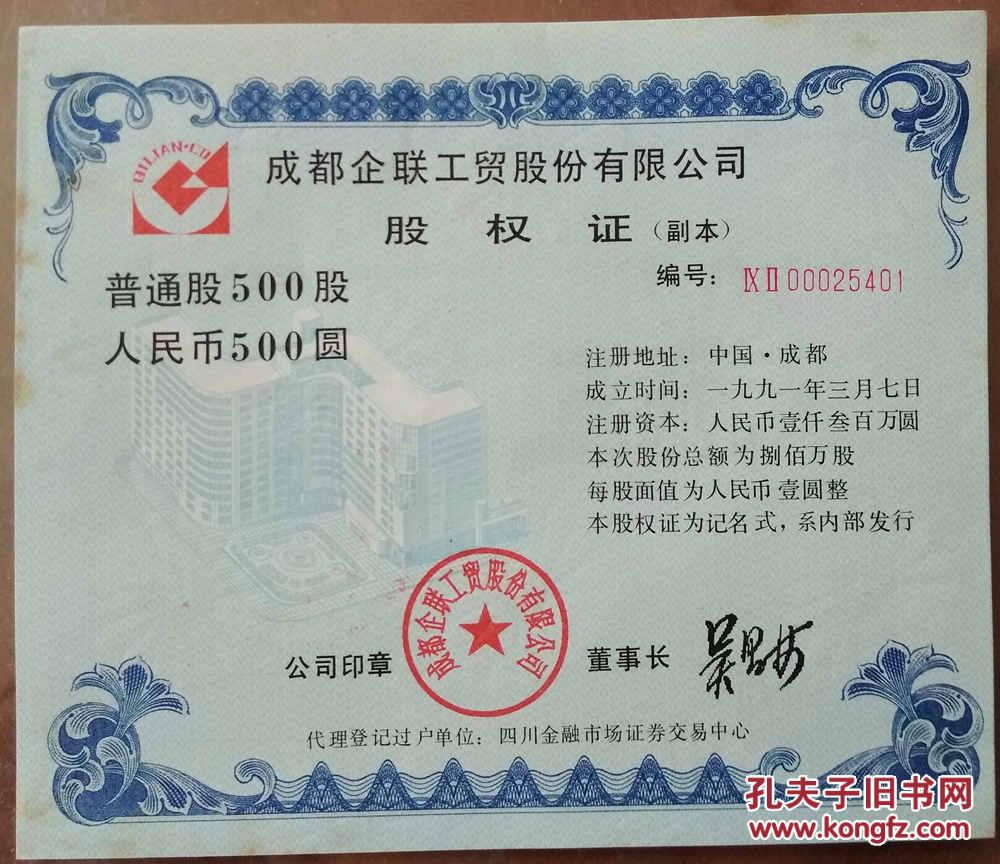 QILIAN·CO
成都企联工贸股份有限公司
股权证（副本）
编号：ⅨⅡ00025401
普通股500股
人民币500圆
注册地址：中国·成都
成立时间：一九九一年三月七日
注册资本：人民币壹仟叁百万圆
本次股份总额为捌佰万股
每股面值为人民币壹圆整
本股权证为记名式，系内部发行
成都企联工贸股份有限公司
公司印章
董事长
代理登记过户单位：四川金融市场证券交易中心
孔夫子旧书网
www.kongfz.com